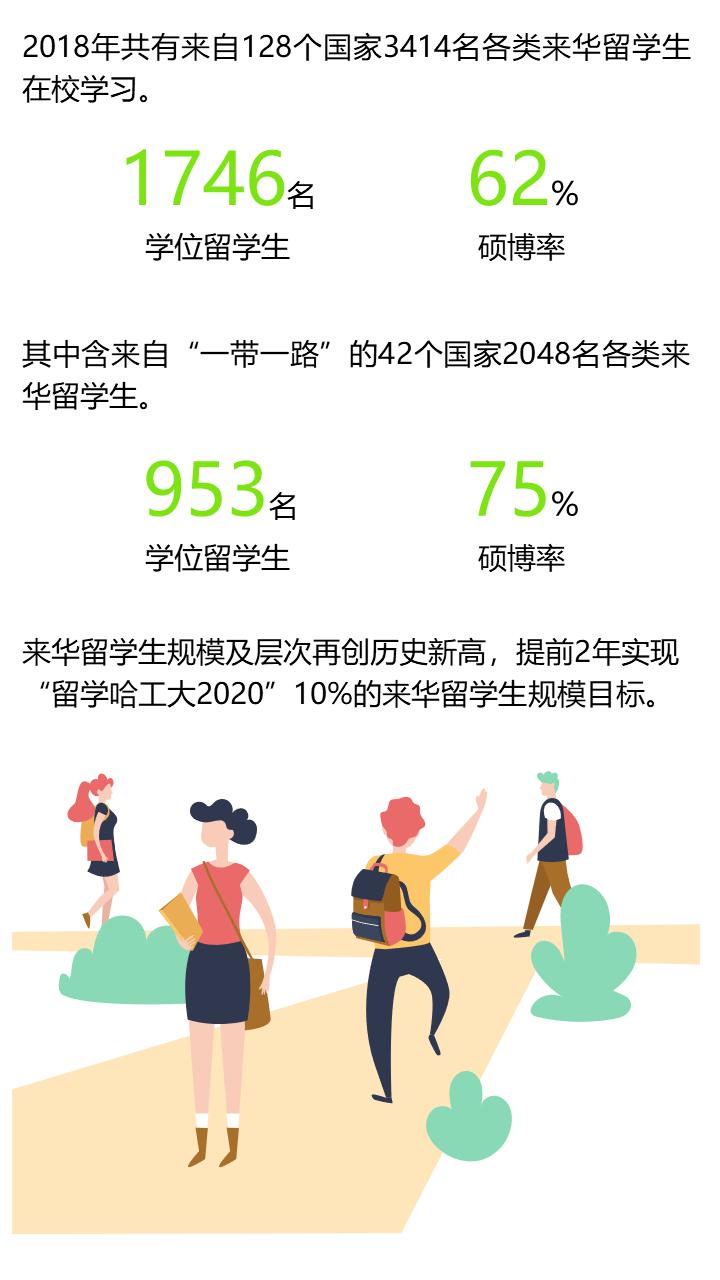 2018年共有来自128个国家3414名各类来华留学生
在校学习。
1746名 62%
学位留学生 硕博率
其中含来自“一带一路”的42个国家2048名各类来
华留学生。
953名 75%
学位留学生 硕博率
来华留学生规模及层次再创历史新高，提前2年实现
“留学哈工大2020”10%的来华留学生规模目标。